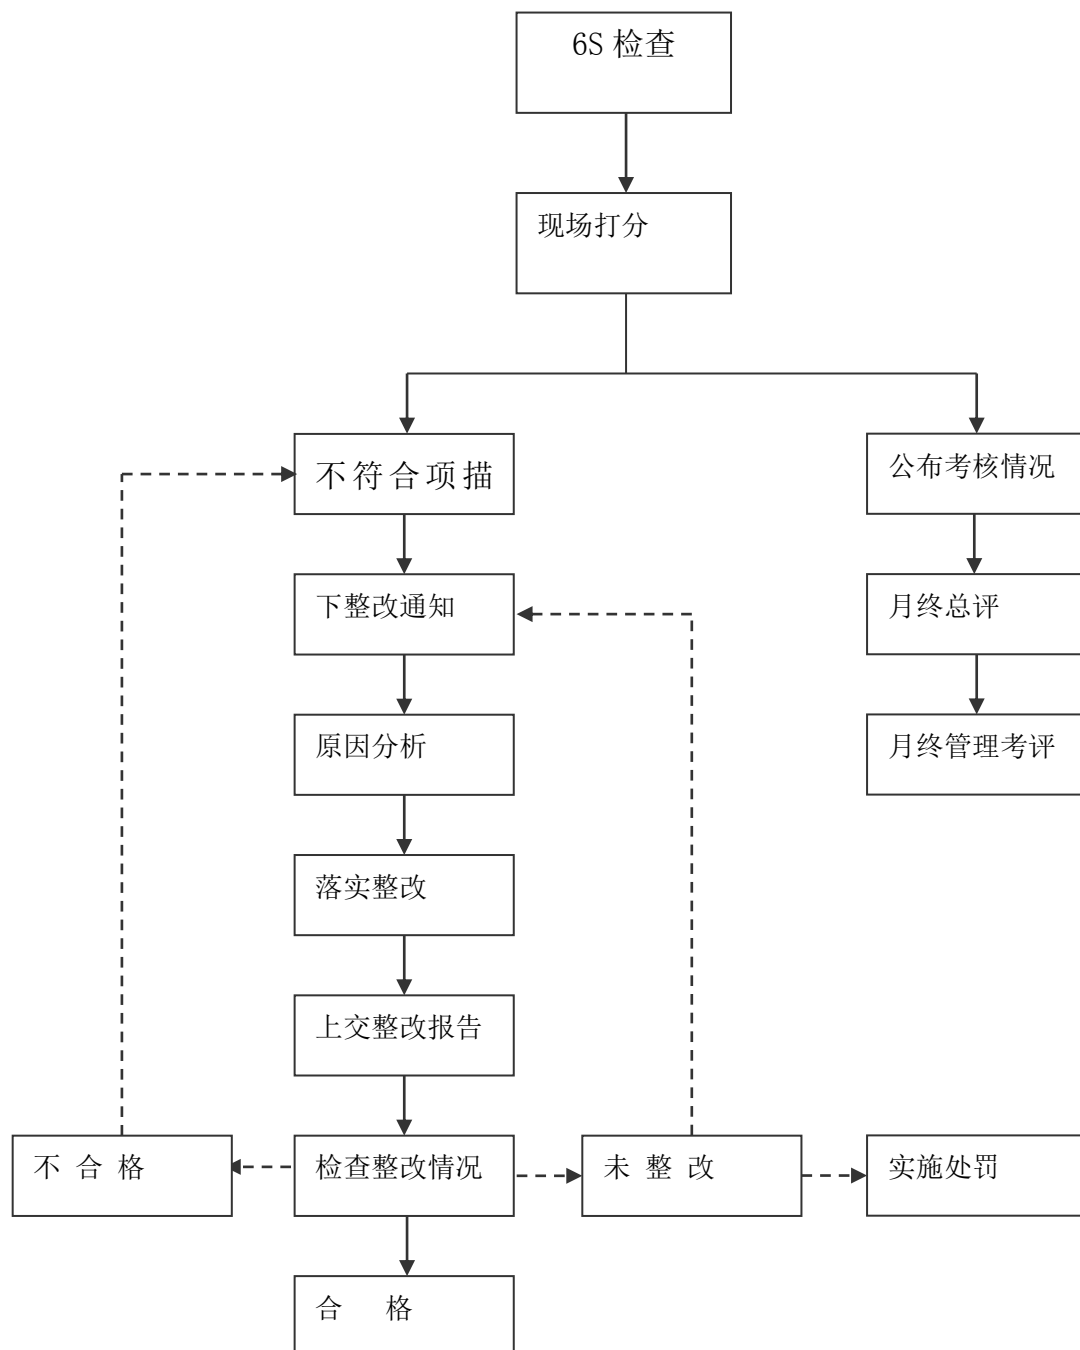 6S 检查
现场打分
不符合项描
公布考核情况
下整改通知
月终总评
原因分析
月终管理考评
落实整改
上交整改报告
不 合 格
检查整改情况
未 整 改
实施处罚
合 格